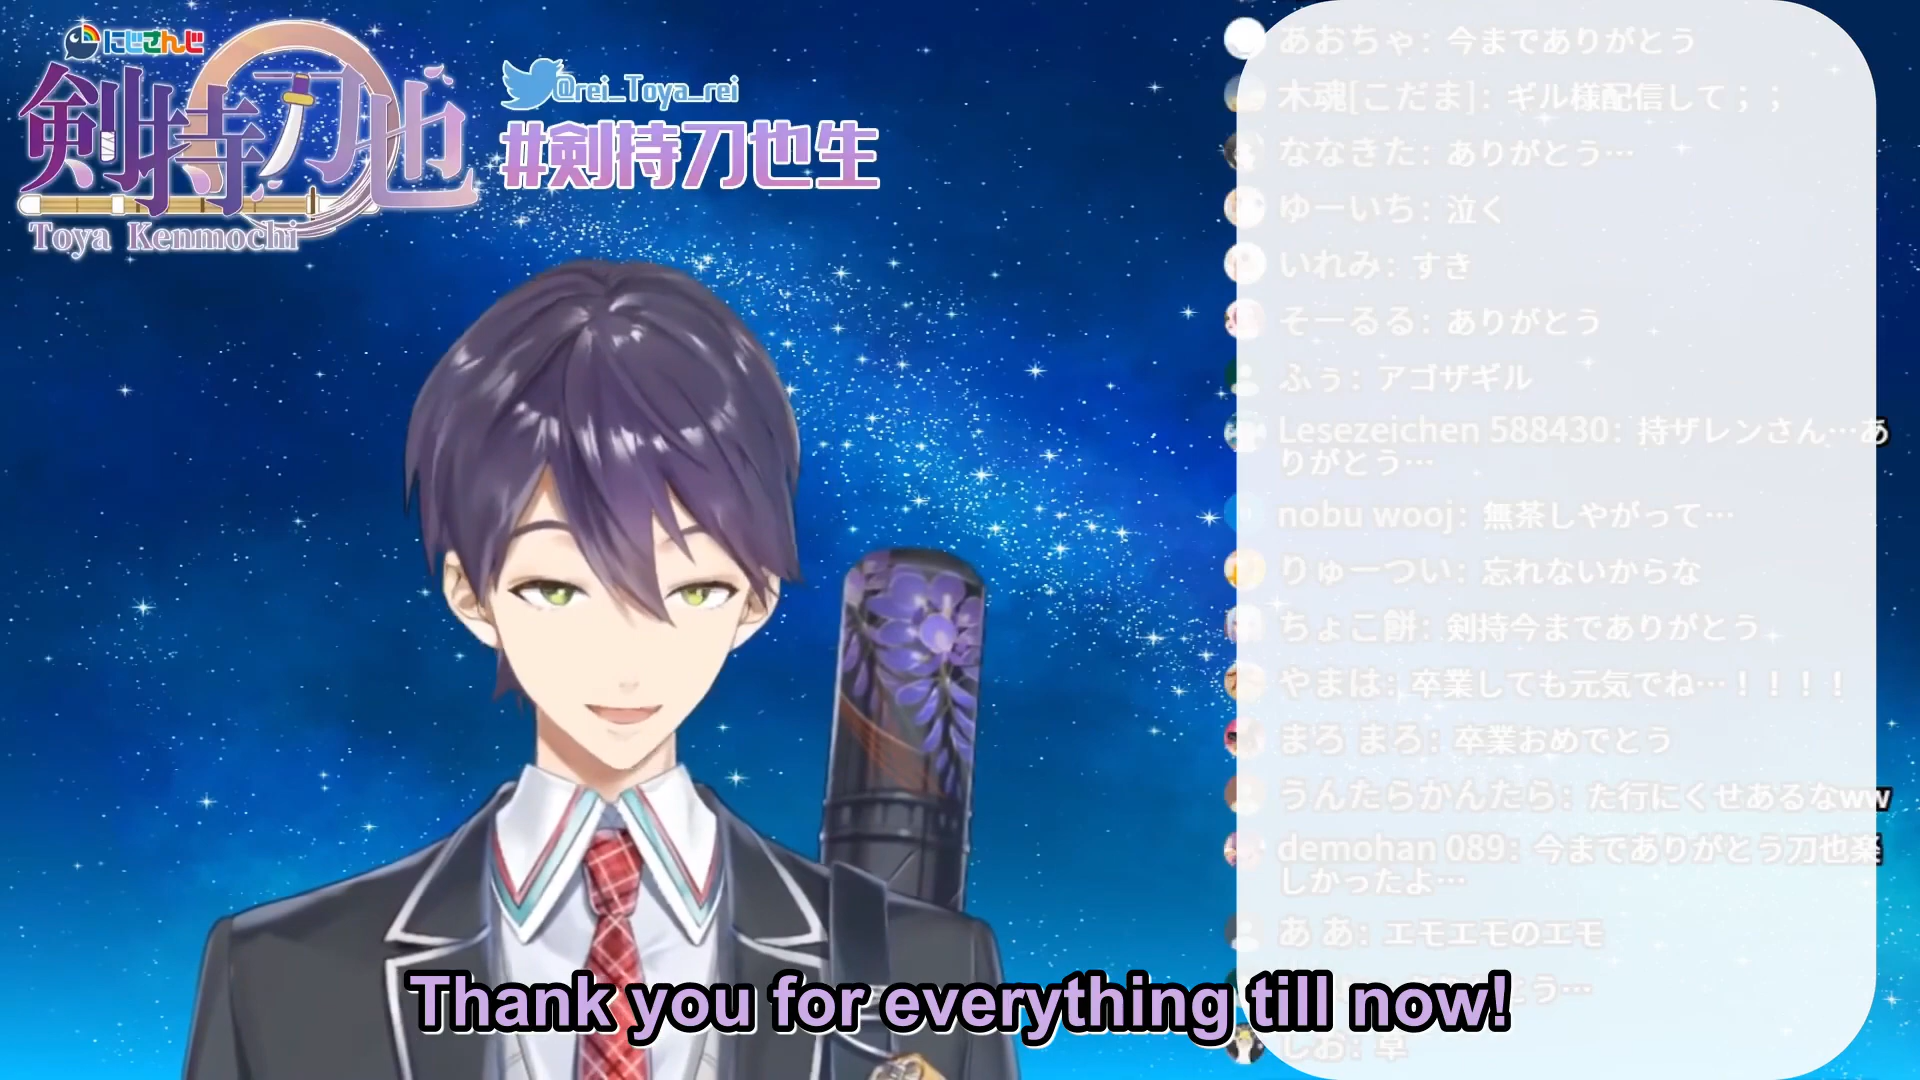 にじさんじ
剣持刀也
Toya Kenmochi
@rei_Toya_rei
#剣持刀也生
あおちゃ: 今までありがとう
木魂[こだま]: ギル様配信して；；
ななきた: ありがとう…
ゆーいち: 泣く
いれみ: すき
そーるる: ありがとう
ふぅ: アゴザギル
Lesezeichen 588430: 持ザレンさん…あ
りがとう…
nobu wooj: 無茶しやがって…
りゅーつい: 忘れないからな
ちょこ餅: 剣持今までありがとう
やまは: 卒業しても元気でね…！！！！
まろ まろ: 卒業おめでとう
うんたらかんたら: た行にくせあるなww
demohan 089: 今までありがとう刀也楽
しかったよ…
あ あ: エモエモのエモ
とう…
しお: 草
Thank you for everything till now!